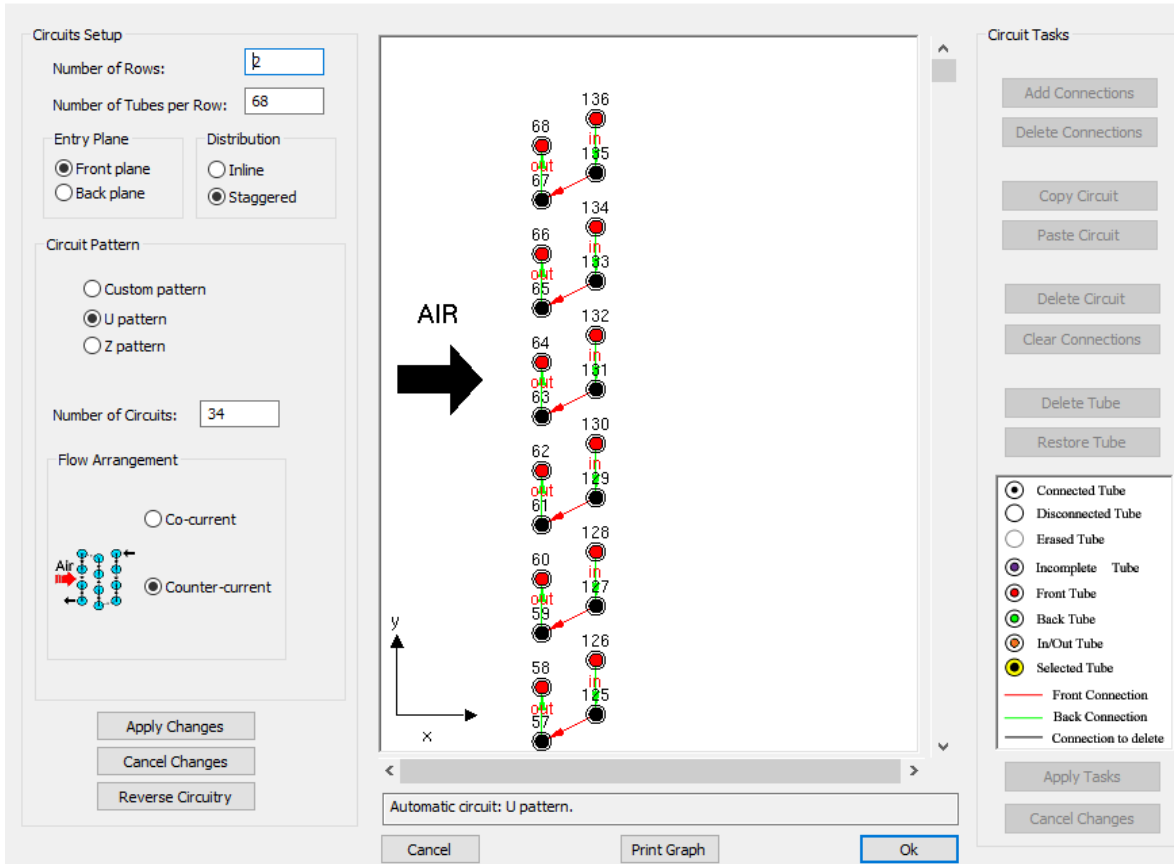 Circuits Setup
Number of Rows:
2
Number of Tubes per Row:
68
Entry Plane
Front plane
Back plane
Distribution
Inline
Staggered
Circuit Pattern
Custom pattern
U pattern
Z pattern
Number of Circuits:
34
Flow Arrangement
Co-current
Air
Counter-current
Apply Changes
Cancel Changes
Reverse Circuitry
136
68
in
135
out
67
134
66
in
133
out
65
132
AIR
64
in
131
out
63
130
62
in
129
out
61
128
60
in
127
out
59
y
126
58
in
125
out
57
x
Automatic circuit: U pattern.
Cancel
Print Graph
Ok
Circuit Tasks
Add Connections
Delete Connections
Copy Circuit
Paste Circuit
Delete Circuit
Clear Connections
Delete Tube
Restore Tube
Connected Tube
Disconnected Tube
Erased Tube
Incomplete Tube
Front Tube
Back Tube
In/Out Tube
Selected Tube
Front Connection
Back Connection
Connection to delete
Apply Tasks
Cancel Changes